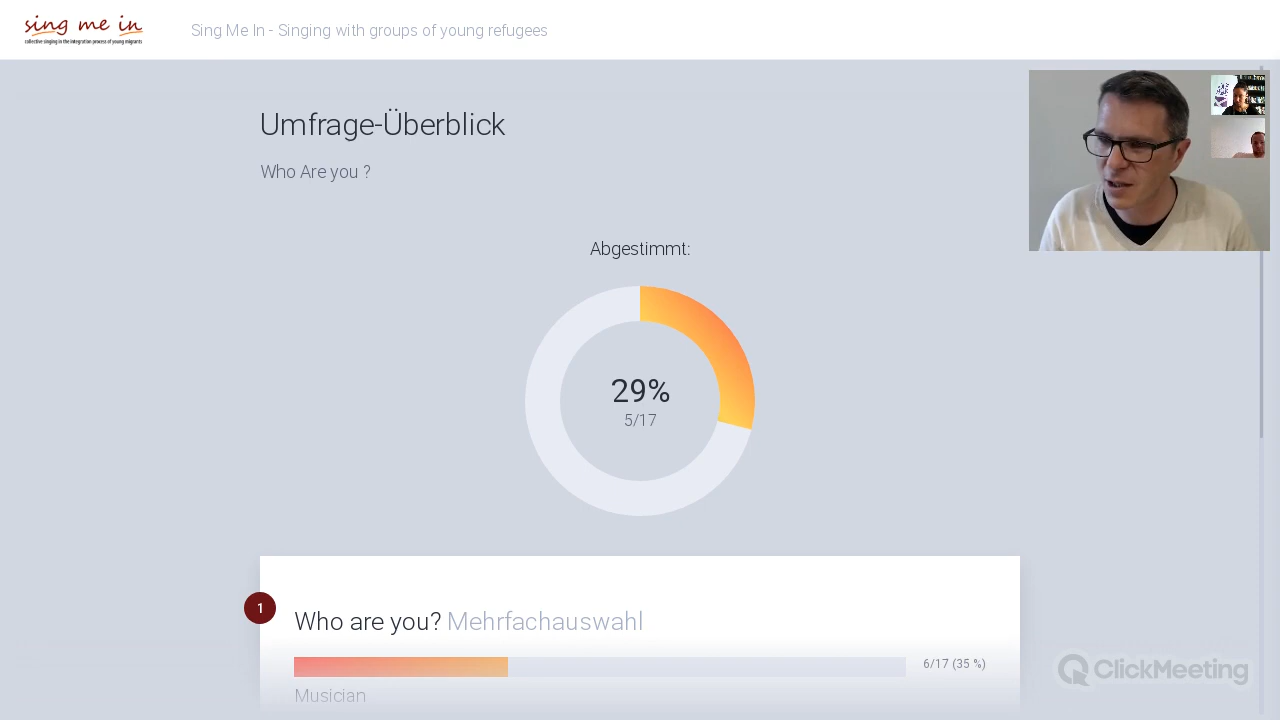 sing me in
collective singing in the integration process of young migrants
Sing Me In - Singing with groups of young refugees
Umfrage-Überblick
Who Are you ?
Abgestimmt:
29%
5/17
1
Who are you? Mehrfachauswahl
6/17 (35 %)
Musician
ClickMeeting